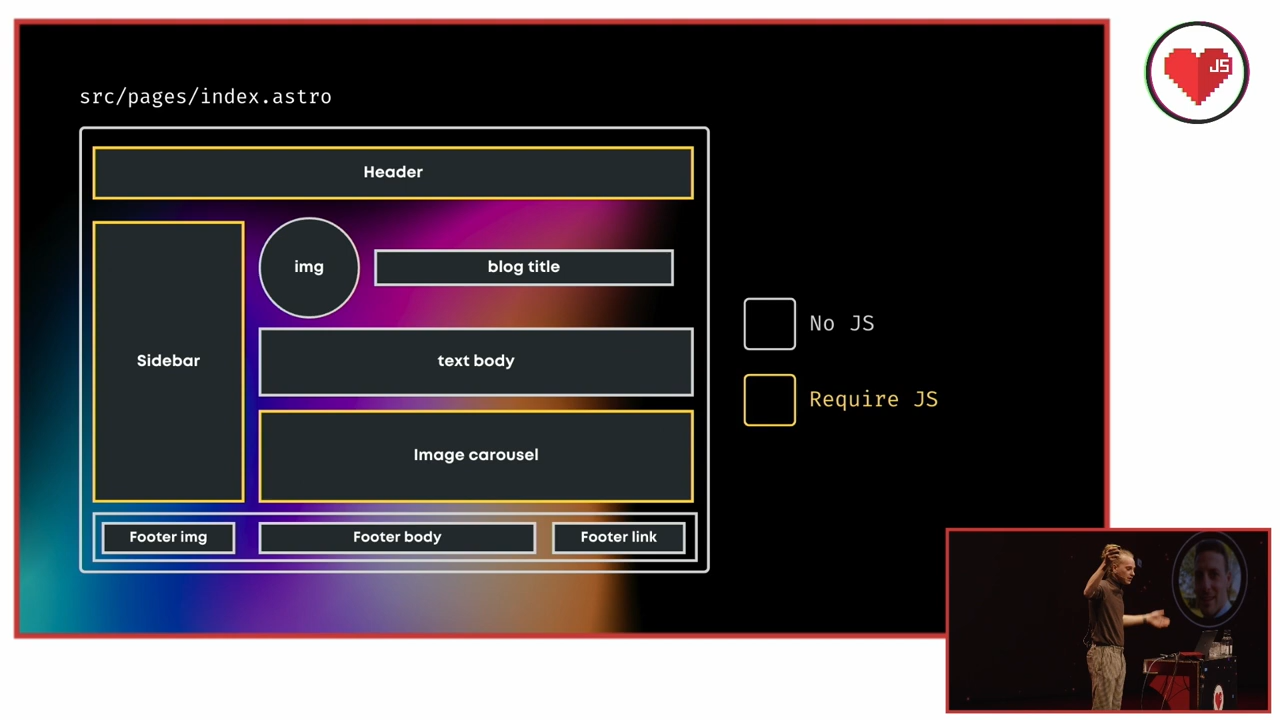 src/pages/index.astro
JS
Header
img
blog title
Sidebar
text body
Image carousel
Footer img
Footer body
Footer link
No JS
Require JS